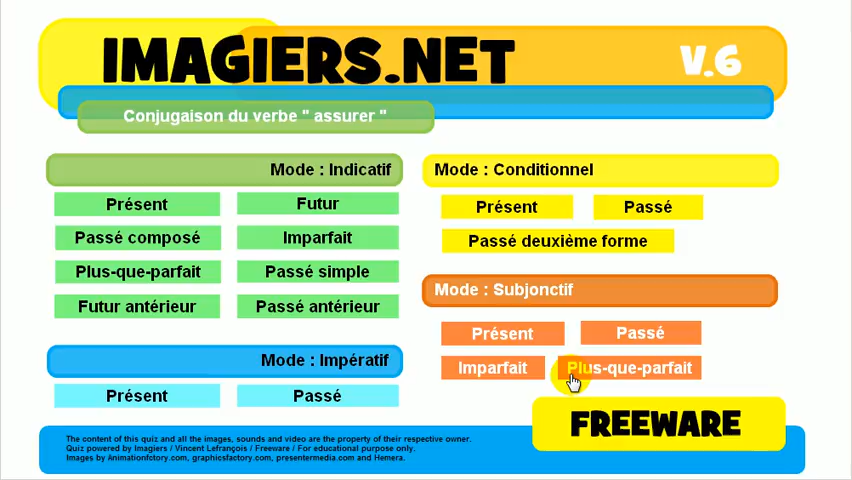 IMAGIERS.NET
V.6
Conjugaison du verbe " assurer "
Mode : Indicatif
Présent
Futur
Passé composé
Imparfait
Plus-que-parfait
Passé simple
Futur antérieur
Passé antérieur
Mode : Impératif
Présent
Passé
Mode : Conditionnel
Présent
Passé
Passé deuxième forme
Mode : Subjonctif
Présent
Passé
Imparfait
Plus-que-parfait
FREEWARE
The content of this quiz and all the images, sounds and video are the property of their respective owner.
Quiz powered by Imagiers / Vincent Lefrançois / Freeware / For educational purpose only.
Images by Animationfctory.com, graphicsfactory.com, presentermedia.com and Hemera.